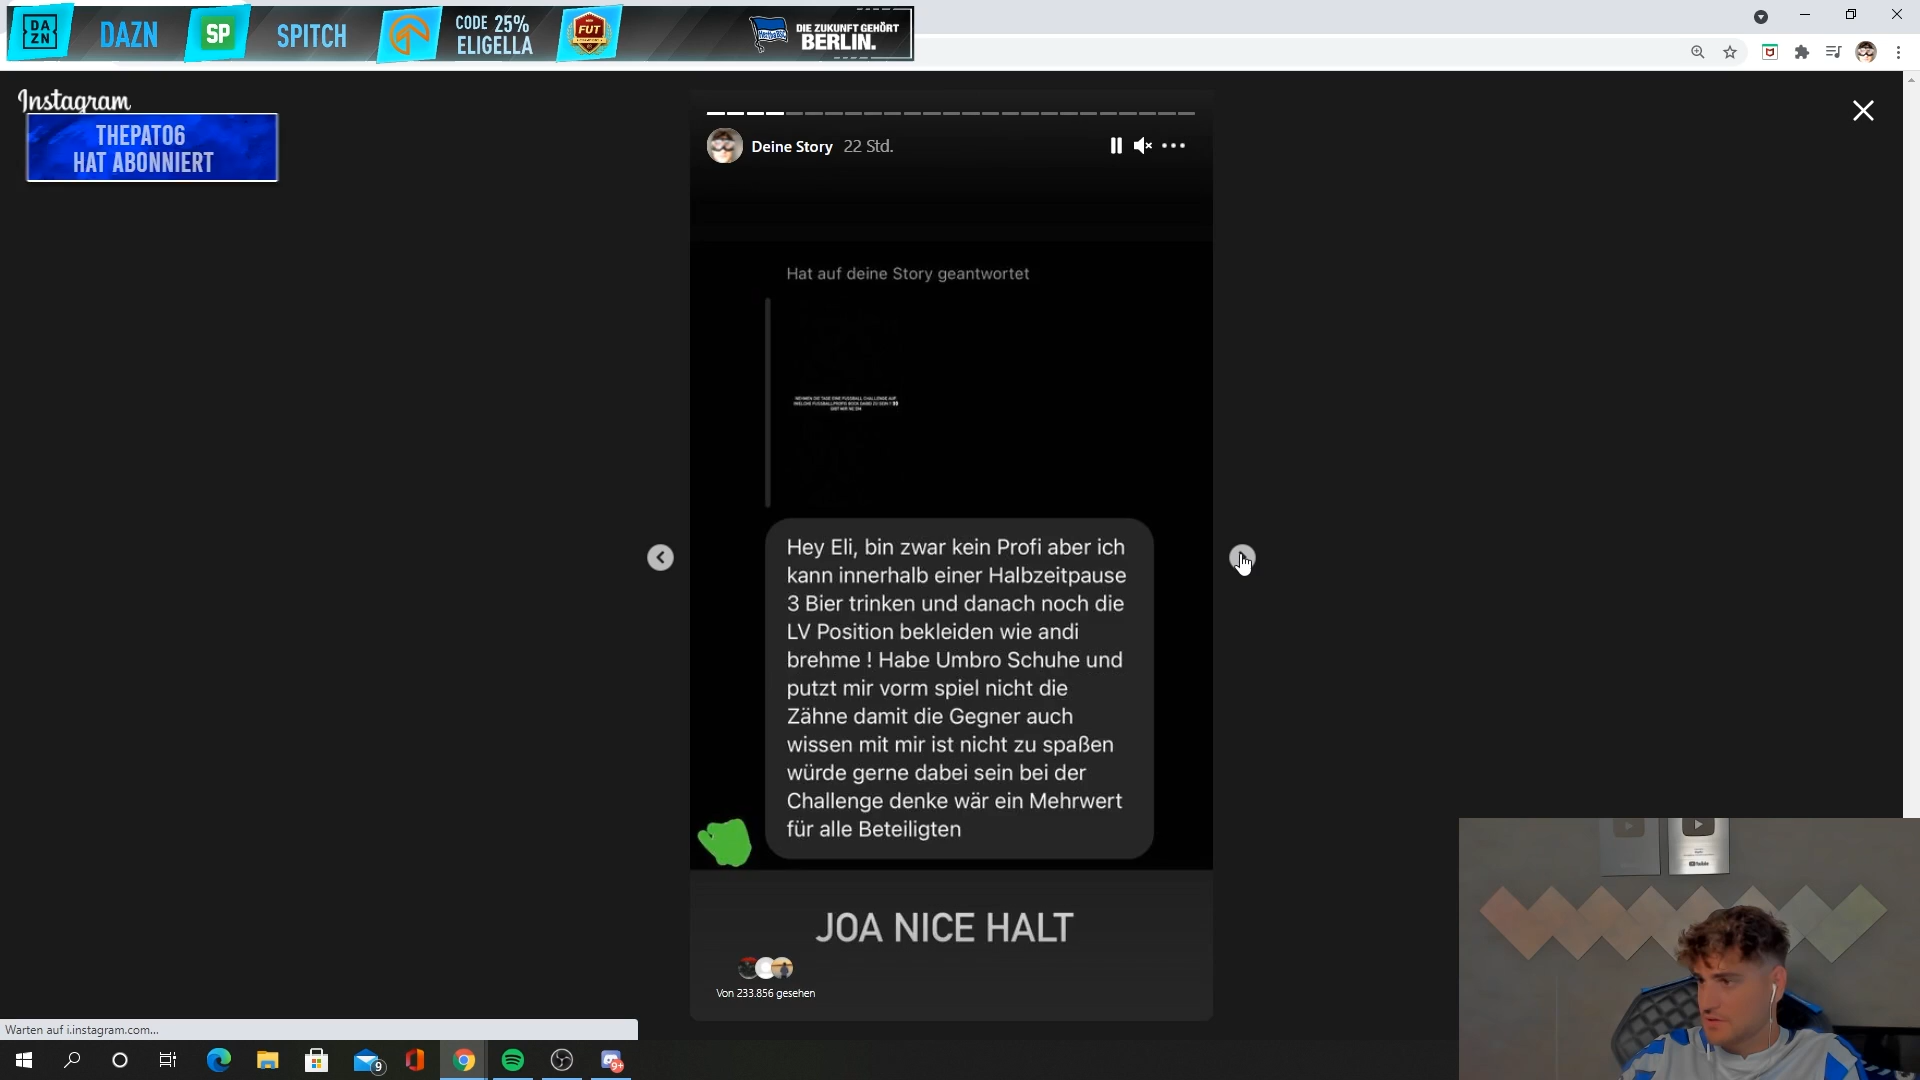 DA
ZN
DAZN
SP
SPITCH
CODE 25%
ELIGELLA
FUT
DIE ZUKUNFT GEHÖRT
BERLIN.
Instagram
THEPATO6
HAT ABONNIERT
Deine Story 22 Std.
Hat auf deine Story geantwortet
Hey Eli, bin zwar kein Profi aber ich
kann innerhalb einer Halbzeitpause
3 Bier trinken und danach noch die
LV Position bekleiden wie andi
brehme ! Habe Umbro Schuhe und
putzt mir vorm spiel nicht die
Zähne damit die Gegner auch
wissen mit mir ist nicht zu spaßen
würde gerne dabei sein bei der
Challenge denke wär ein Mehrwert
für alle Beteiligten
JOA NICE HALT
Von 233.856 gesehen
Warten auf i.instagram.com...
9
9+